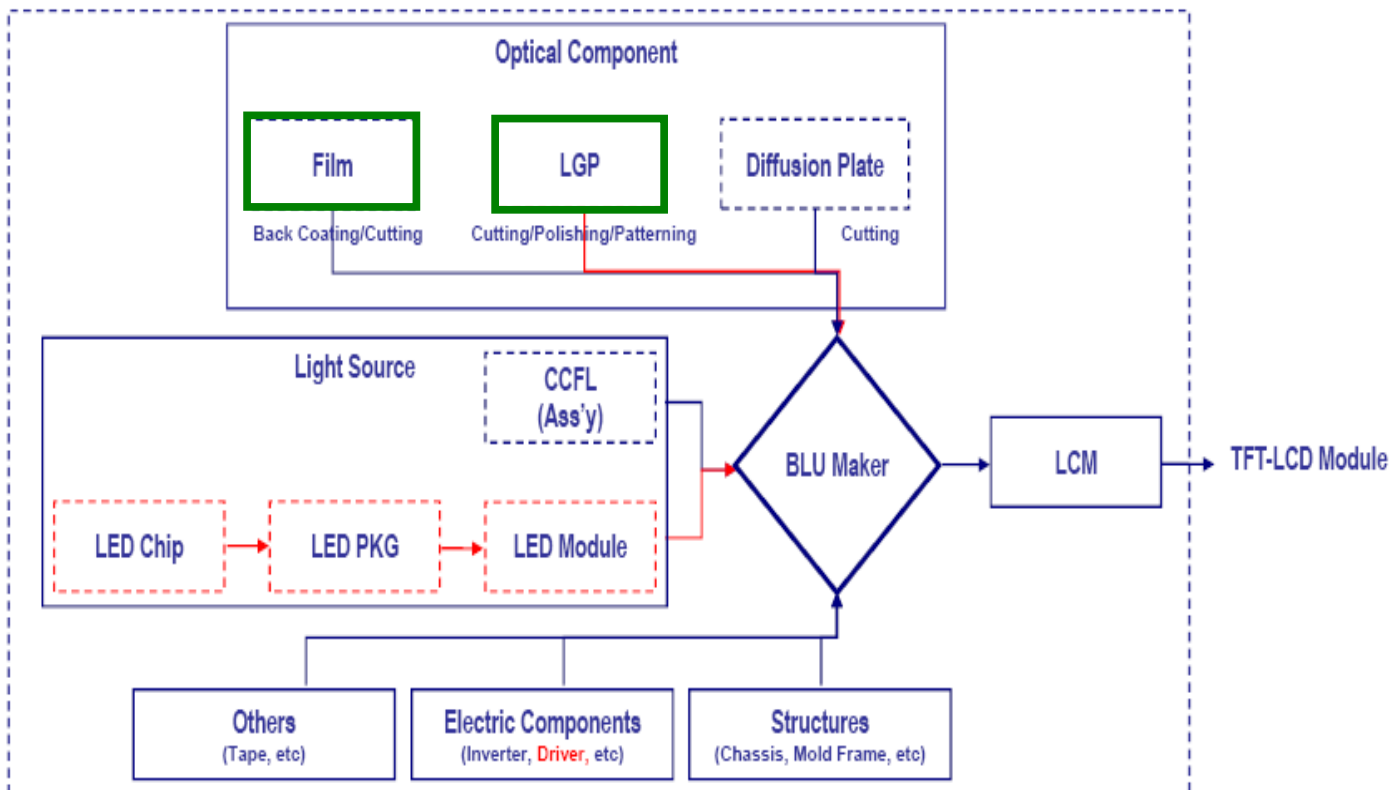 Optical Component
Film
LGP
Diffusion Plate
Back Coating/Cutting
Cutting/Polishing/Patterning
Cutting
Light Source
CCFL
(Ass'y)
LED Chip
LED PKG
LED Module
BLU Maker
LCM
TFT-LCD Module
Others
(Tape, etc)
Electric Components
(Inverter, Driver, etc)
Structures
(Chassis, Mold Frame, etc)